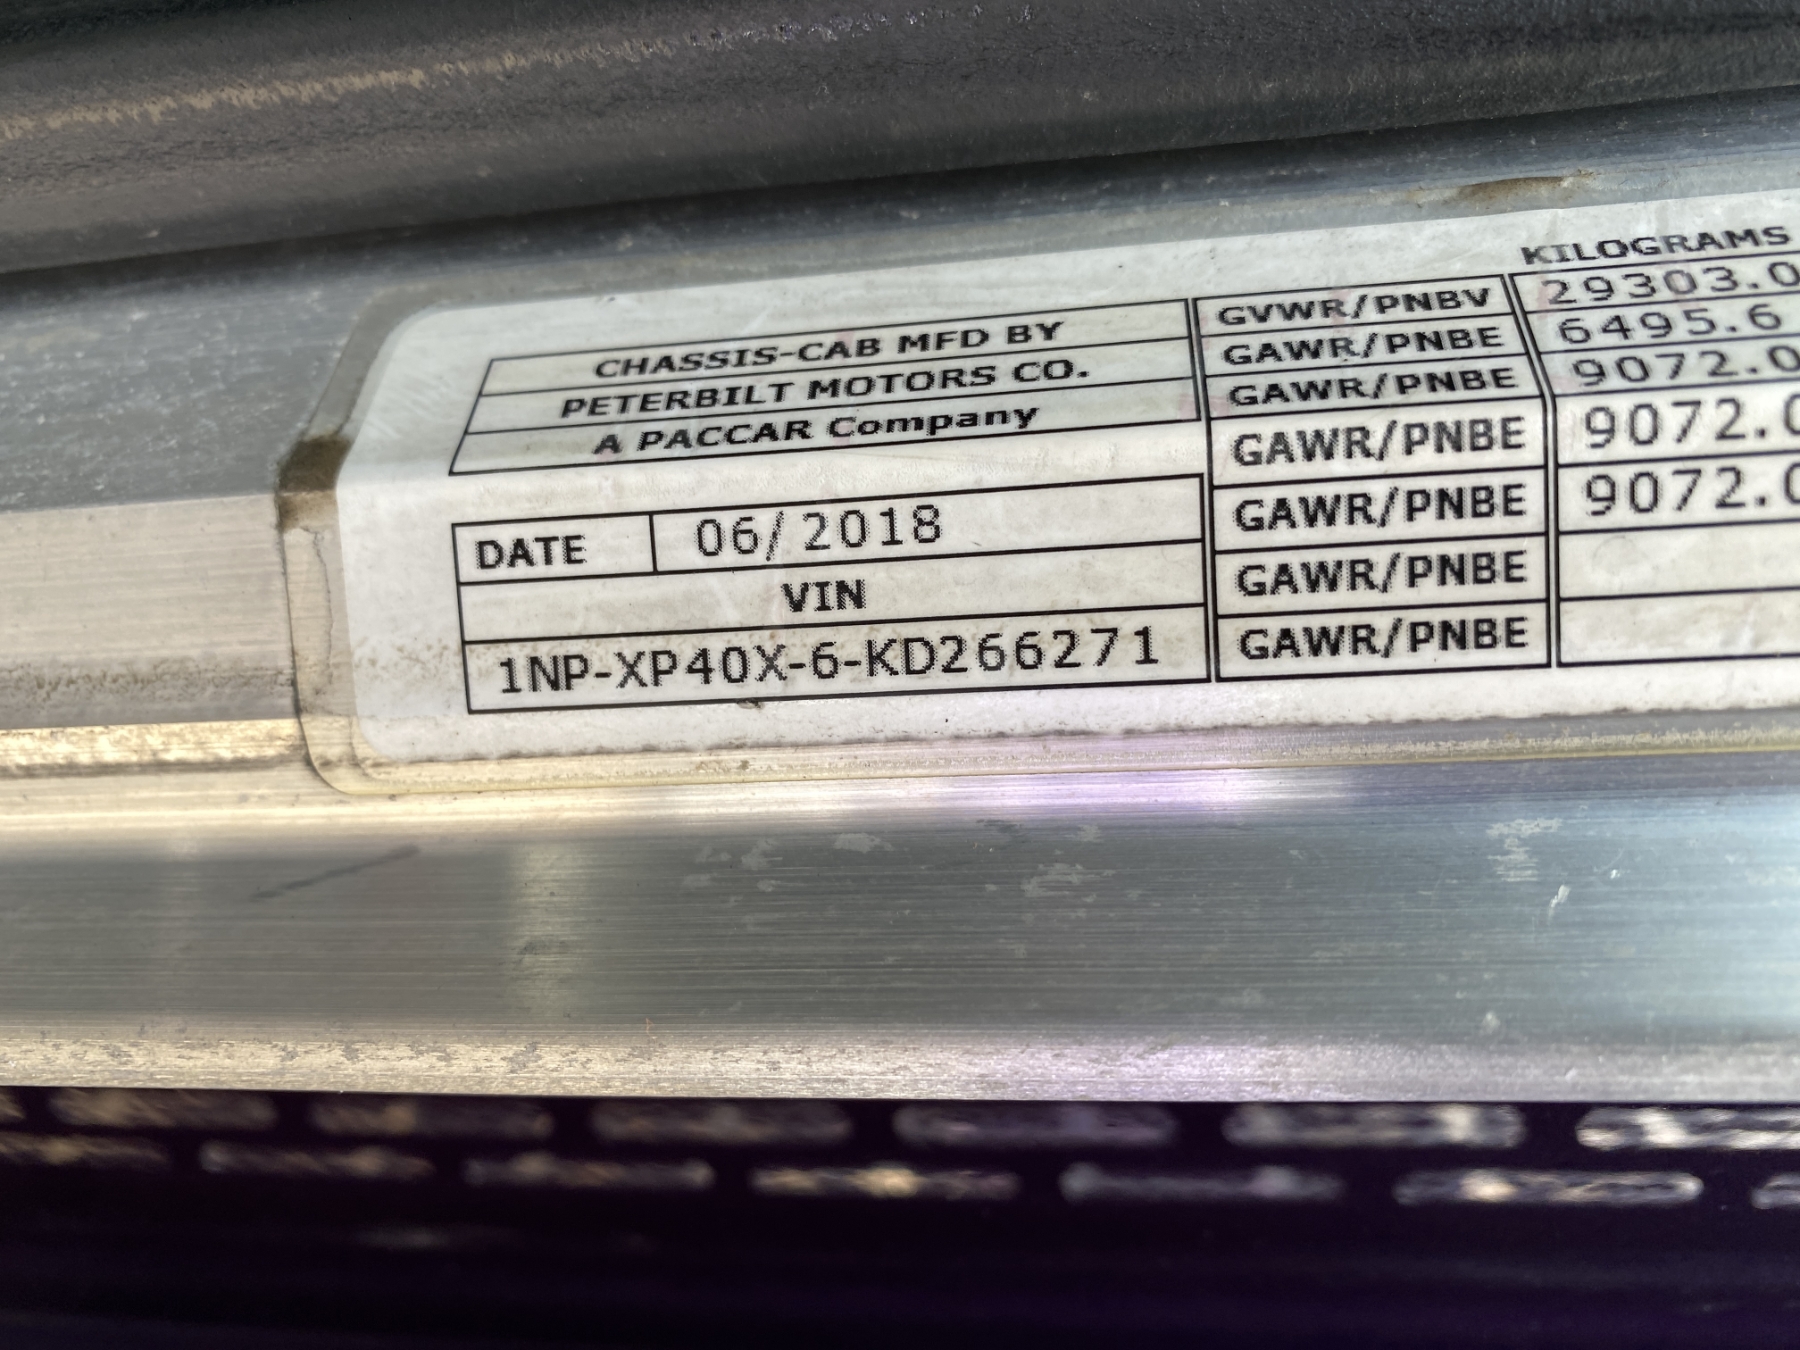 CHASSIS-CAB MFD BY
PETERBILT MOTORS CO.
A PACCAR Company
DATE 06/2018
VIN
1NP-XP40X-6-KD266271
KILOGRAMS
GVWR/PNBV 29303.0
GAWR/PNBE 6495.6
GAWR/PNBE 9072.0
GAWR/PNBE 9072.0
GAWR/PNBE 9072.0
GAWR/PNBE
GAWR/PNBE